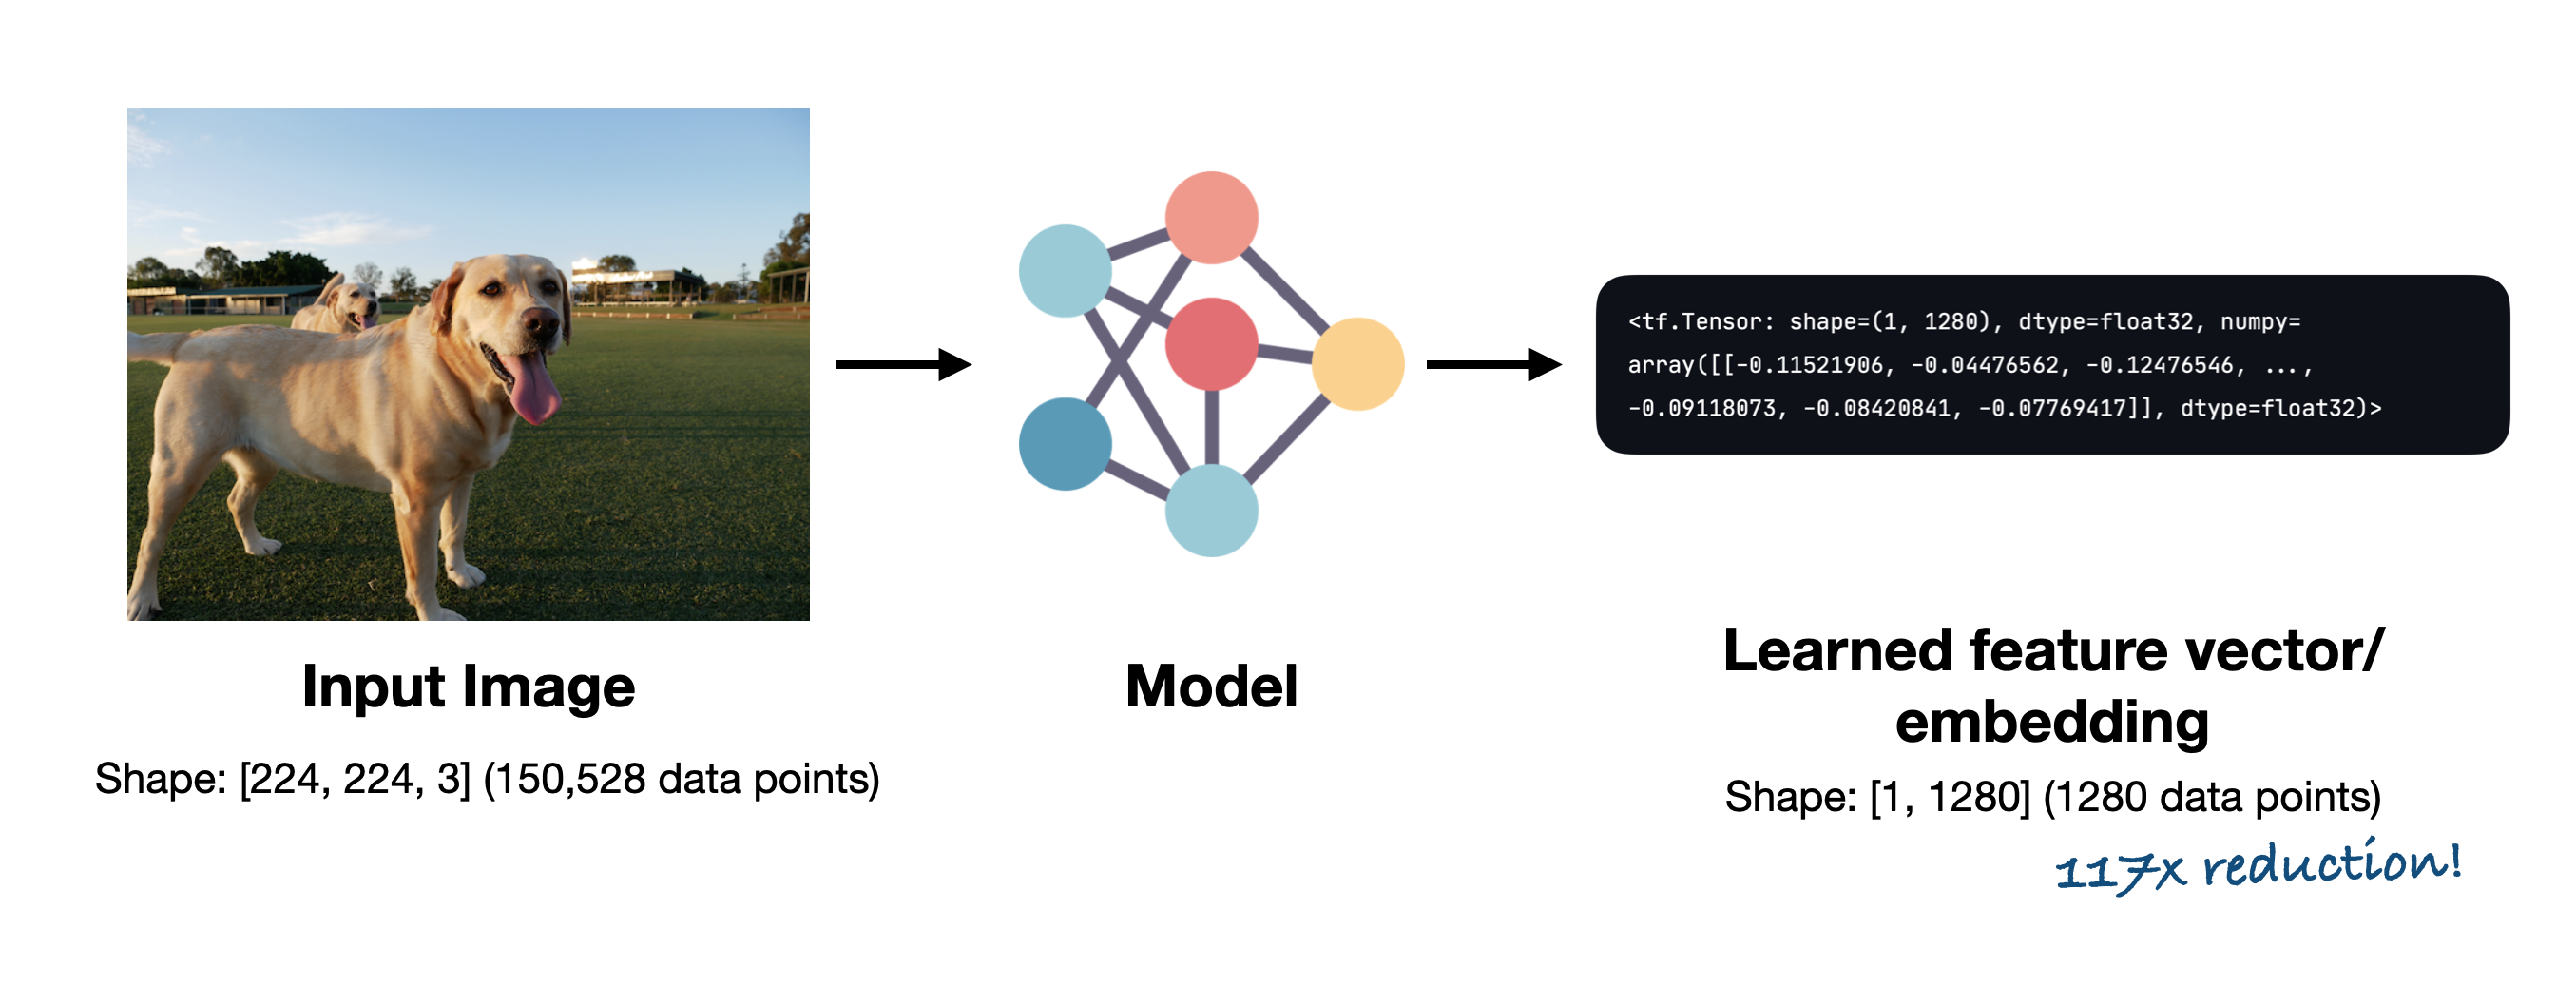 <tf.Tensor: shape=(1, 1280), dtype=float32, numpy=
array([[-0.11521906, -0.04476562, -0.12476546, ...,
-0.09118073, -0.08420841, -0.07769417]], dtype=float32)>
Input Image
Shape: [224, 224, 3] (150,528 data points)
Model
Learned feature vector/
embedding
Shape: [1, 1280] (1280 data points)
117x reduction!